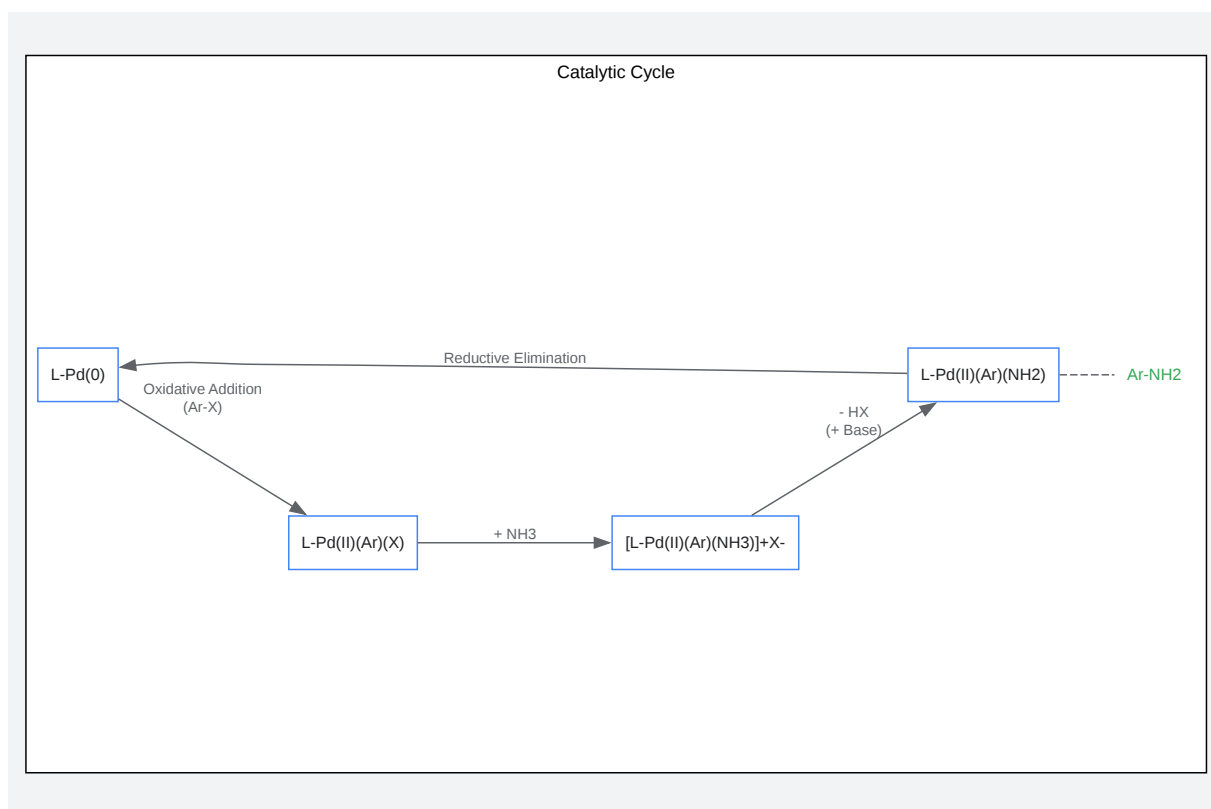 Catalytic Cycle
Reductive Elimination
L-Pd(0)
L-Pd(II)(Ar)(NH2)
Ar-NH2
Oxidative Addition
(Ar-X)
- HX
(+ Base)
L-Pd(II)(Ar)(X)
+ NH3
[L-Pd(II)(Ar)(NH3)]+X-